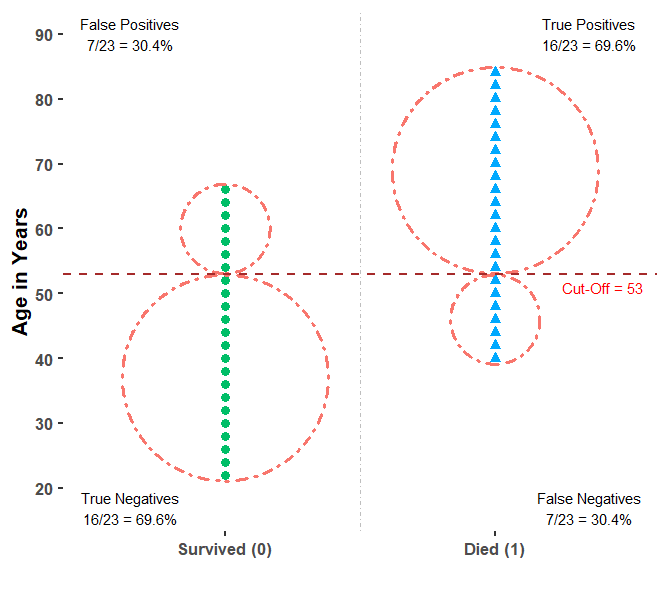 False Positives
7/23 = 30.4%
True Positives
16/23 = 69.6%
90
80
70
60
50
40
30
20
Age in Years
Cut-Off = 53
True Negatives
16/23 = 69.6%
False Negatives
7/23 = 30.4%
Survived (0)
Died (1)